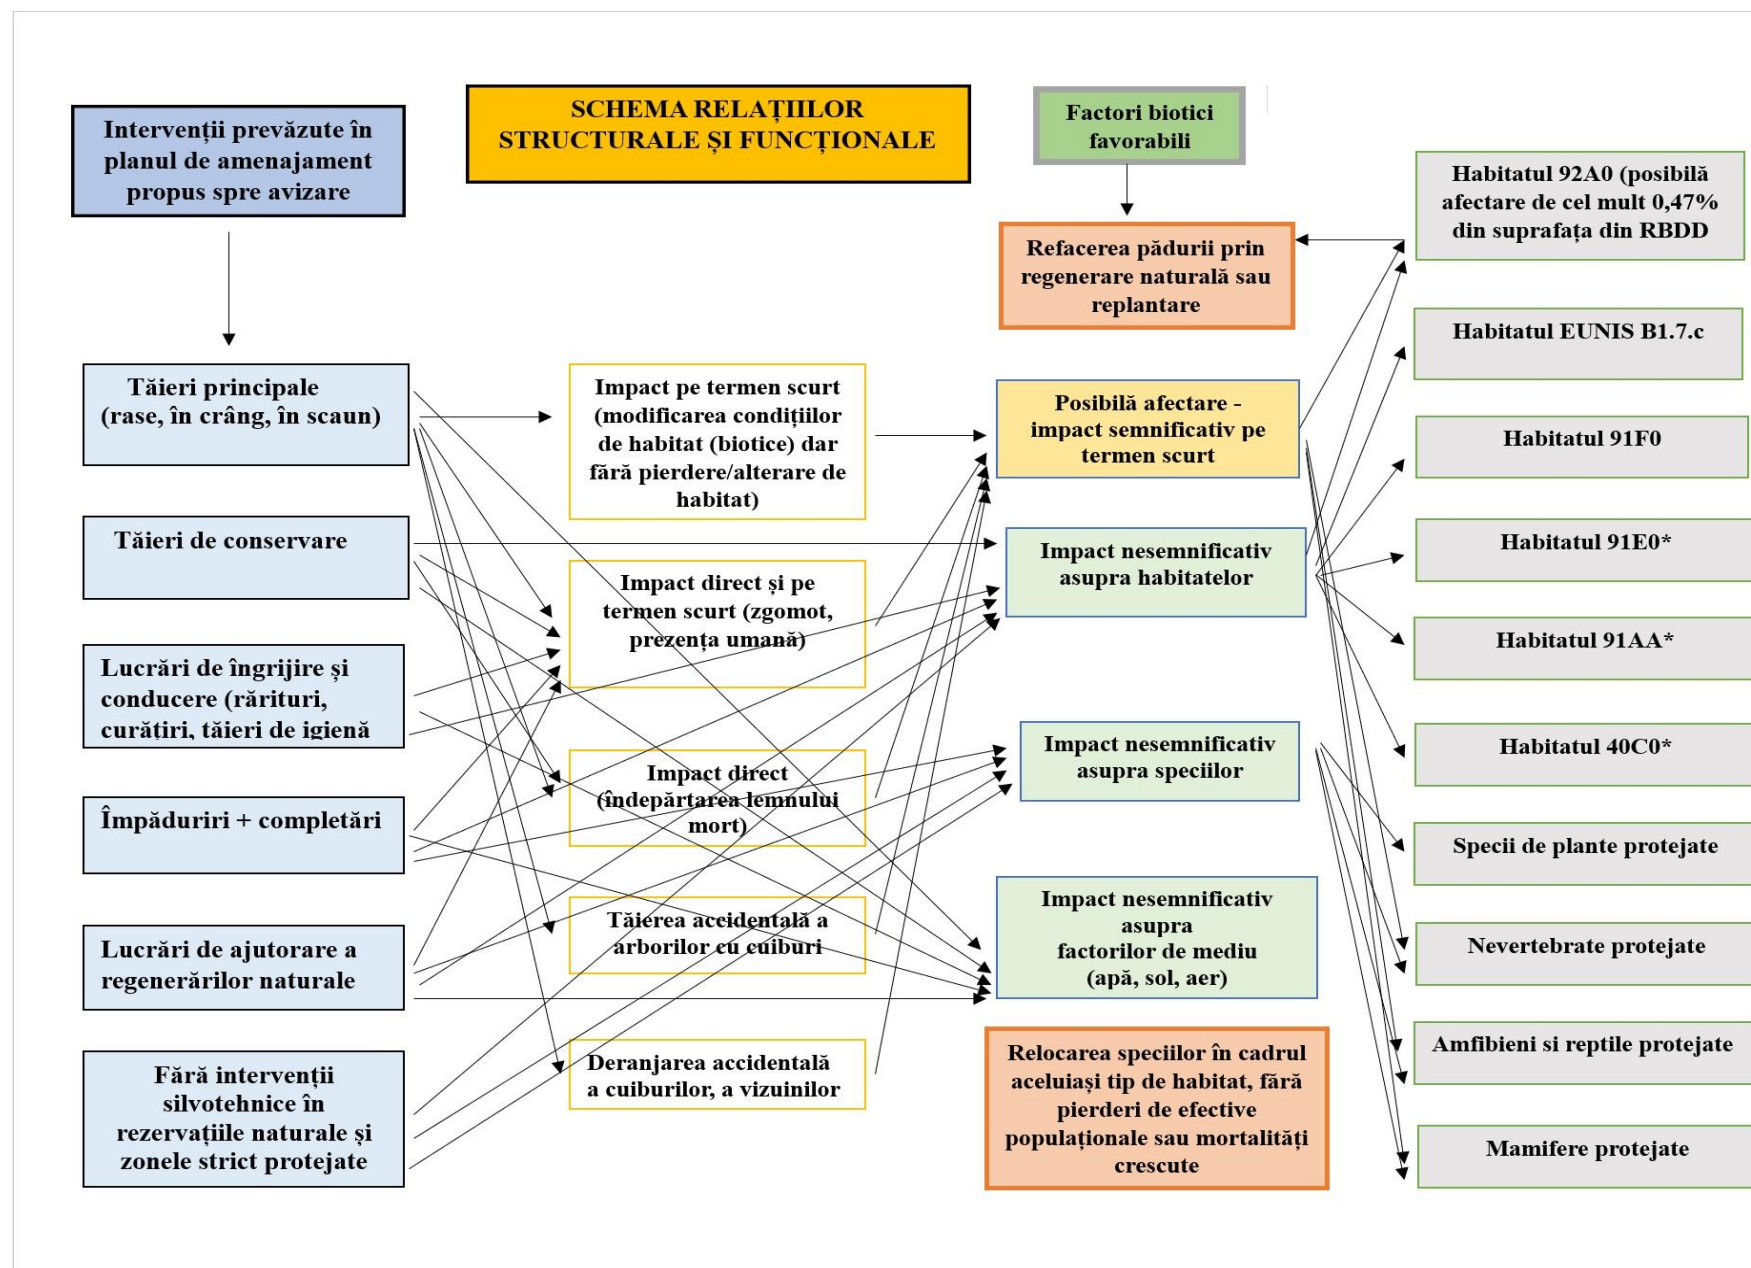 Intervenții prevăzute în
planul de amenajament
propus spre avizare
SCHEMA RELAȚIILOR
STRUCTURALE ȘI FUNCȚIONALE
Factori biotici
favorabili
Refacerea pădurii prin
regenerare naturală sau
replantare
Tăieri principale
(rase, în crâng, în scaun)
Tăieri de conservare
Lucrări de îngrijire și
conducere (rărituri,
curățiri, tăieri de igienă
Împăduriri + completări
Lucrări de ajutorare a
regenerărilor naturale
Fără intervenții
silvotehnice în
rezervațiile naturale și
zonele strict protejate
Impact pe termen scurt
(modificarea condițiilor
de habitat (biotice) dar
fără pierdere/alterare de
habitat)
Impact direct și pe
termen scurt (zgomot,
prezența umană)
Impact direct
(îndepărtarea lemnului
mort)
Tăierea accidentală a
arborilor cu cuiburi
Deranjarea accidentală
a cuiburilor, a vizuinilor
Posibilă afectare -
impact semnificativ pe
termen scurt
Impact nesemnificativ
asupra habitatelor
Impact nesemnificativ
asupra speciilor
Impact nesemnificativ
asupra
factorilor de mediu
(apă, sol, aer)
Relocarea speciilor în cadrul
aceluiași tip de habitat, fără
pierderi de efective
populaționale sau mortalități
crescute
Habitatul 92A0 (posibilă
afectare de cel mult 0,47%
din suprafața din RBDD
Habitatul EUNIS B1.7.c
Habitatul 91F0
Habitatul 91E0*
Habitatul 91AA*
Habitatul 40C0*
Specii de plante protejate
Nevertebrate protejate
Amfibieni si reptile protejate
Mamifere protejate